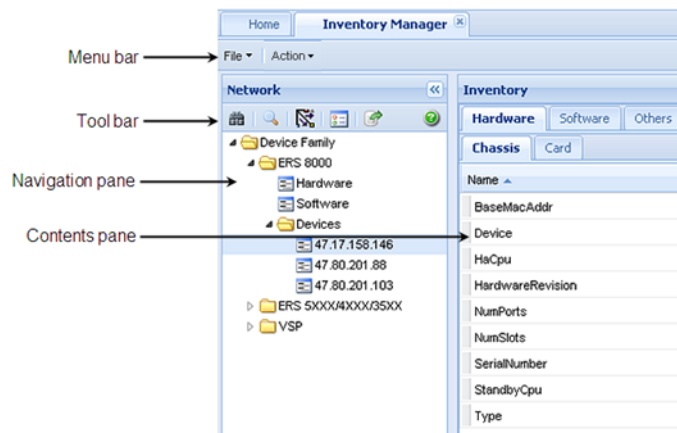 Home
Inventory Manager
Menu bar
File
Action
Network
Inventory
Tool bar
Hardware
Software
Others
Device Family
Chassis
Card
ERS 8000
Navigation pane
Hardware
Name
Software
BaseMacAddr
Devices
Contents pane
Device
47.17.158.146
HaCpu
47.80.201.88
HardwareRevision
47.80.201.103
ERS 5XXX/4XXX/35XX
NumPorts
VSP
NumSlots
SerialNumber
StandbyCpu
Type